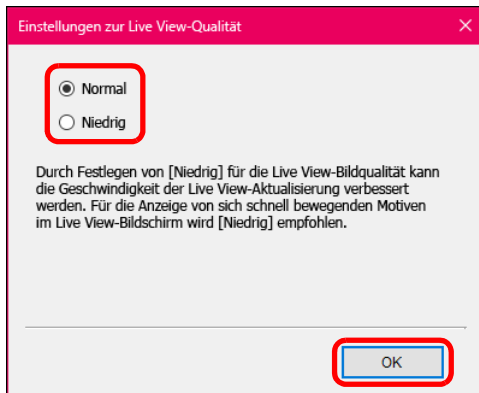 Einstellungen zur Live View-Qualität
Normal
Niedrig
Durch Festlegen von [Niedrig] für die Live View-Bildqualität kann
die Geschwindigkeit der Live View-Aktualisierung verbessert
werden. Für die Anzeige von sich schnell bewegenden Motiven
im Live View-Bildschirm wird [Niedrig] empfohlen.
OK